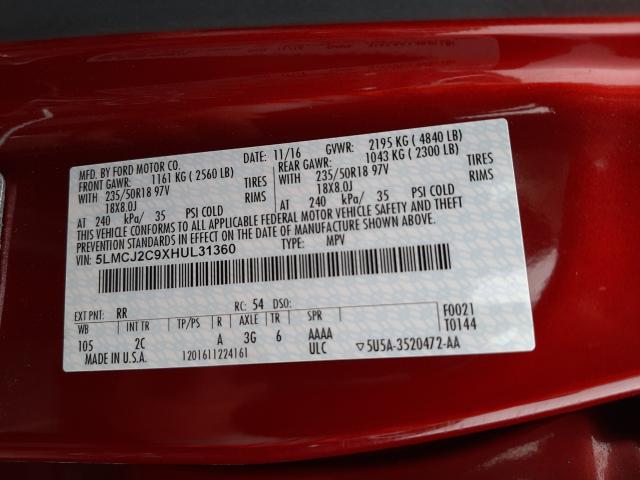 MFD. BY FORD MOTOR CO.
11/16 GVWR: 2195 KG ( 4840 LB)
FRONT GAWR: 1161 KG ( 2560 LB)
REAR GAWR: 1043 KG ( 2300 LB)
WITH 235/50R18 97V TIRES
WITH 235/50R18 97V TIRES
18X8.0J RIMS
18X8.0J RIMS
AT 240 kPa/ 35 PSI COLD
AT 240 kPa/ 35 PSI COLD
THIS VEHICLE CONFORMS TO ALL APPLICABLE FEDERAL MOTOR VEHICLE SAFETY AND THEFT
PREVENTION STANDARDS IN EFFECT ON THE DATE OF MANUFACTURE SHOWN ABOVE.
VIN: 5LMCJ2C9XHUL31360 TYPE: MPV
EXT PNT: RR RC: 54 DSO:
WB INT TR TP/PS R AXLE TR SPR
F0021
T0144
105 2C A 3G 6 AAAA
ULC
MADE IN U.S.A. 1201611224161
▽5U5A-3520472-AA